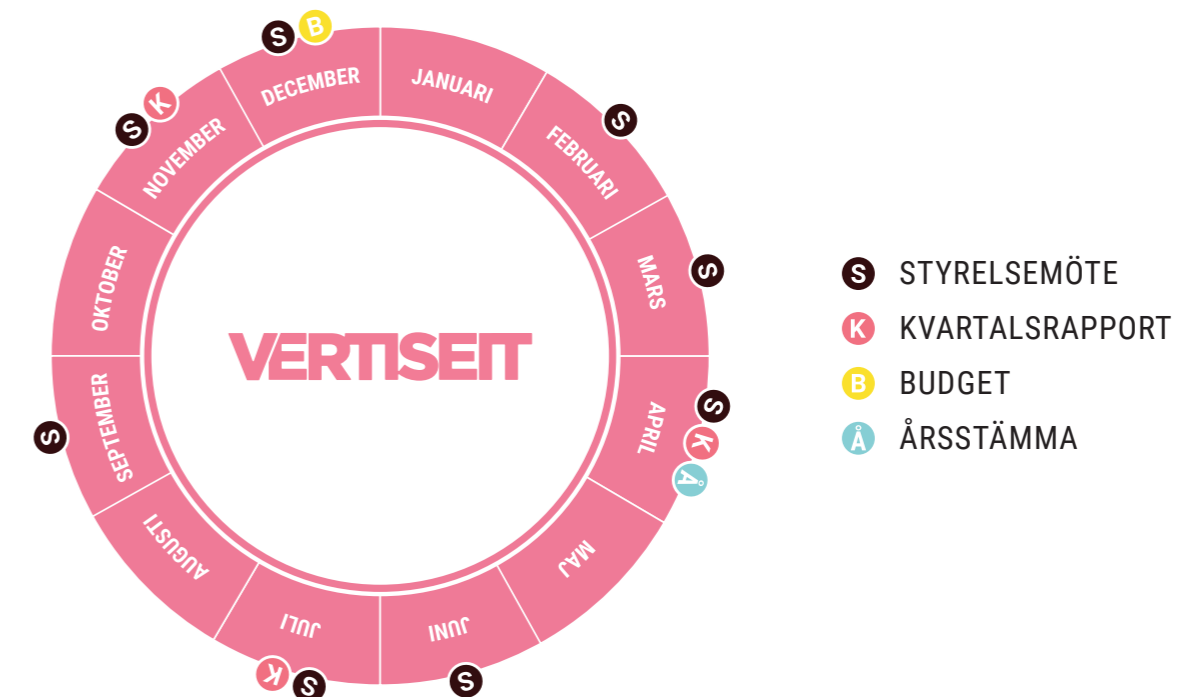 JANUARI
S
FEBRUARI
S
MARS
S
K
Å
APRIL
MAJ
S
JUNI
S
K
JULI
AUGUSTI
S
SEPTEMBER
OKTOBER
S
K
NOVEMBER
S
B
DECEMBER
VERTISEIT
S STYRELSEMÖTE
K KVARTALSRAPPORT
B BUDGET
Å ÅRSSTÄMMA